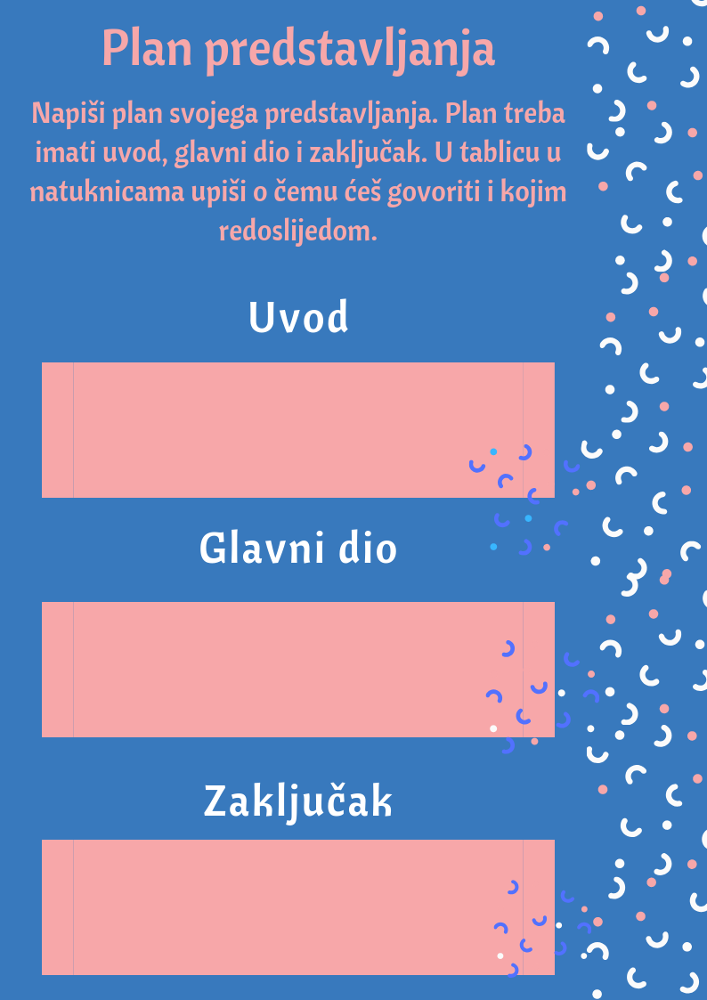 Plan predstavljanja
Napiši plan svojega predstavljanja. Plan treba
imati uvod, glavni dio i zaključak. U tablicu u
natuknicama upiši o čemu ćeš govoriti i kojim
redoslijedom.
Uvod
Glavni dio
Zaključak